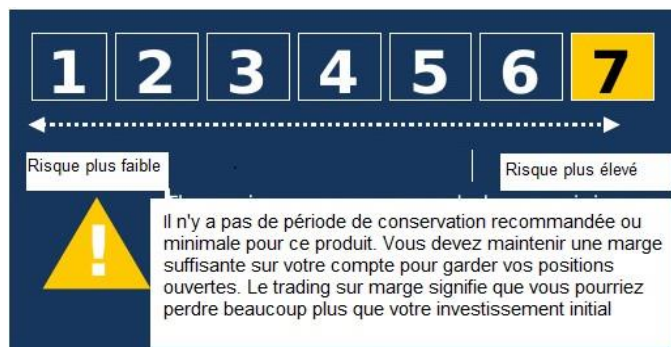 1 2 3 4 5 6 7
Risque plus faible
Risque plus élevé
!
Il n'y a pas de période de conservation recommandée ou
minimale pour ce produit. Vous devez maintenir une marge
suffisante sur votre compte pour garder vos positions
ouvertes. Le trading sur marge signifie que vous pourriez
perdre beaucoup plus que votre investissement initial